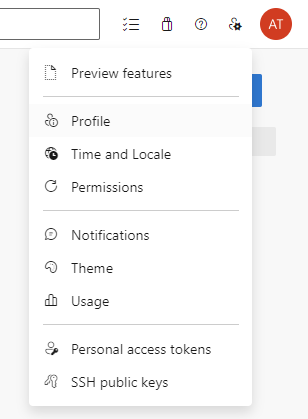 AT
Preview features
Profile
Time and Locale
Permissions
Notifications
Theme
Usage
Personal access tokens
SSH public keys